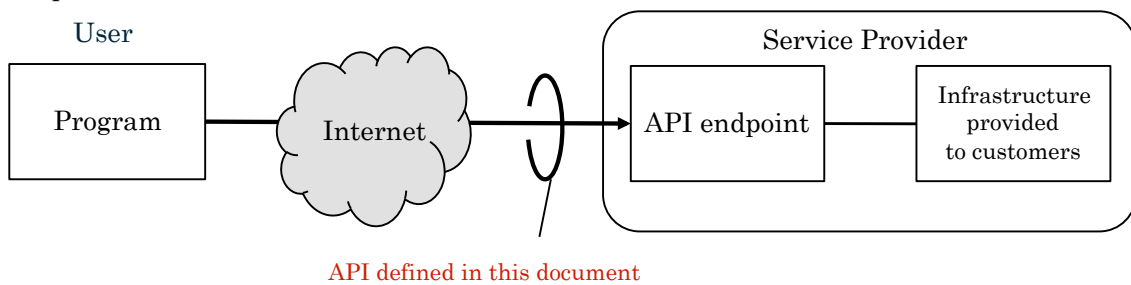 User
Service Provider
Program
Internet
API endpoint
Infrastructure
provided
to customers
API defined in this document